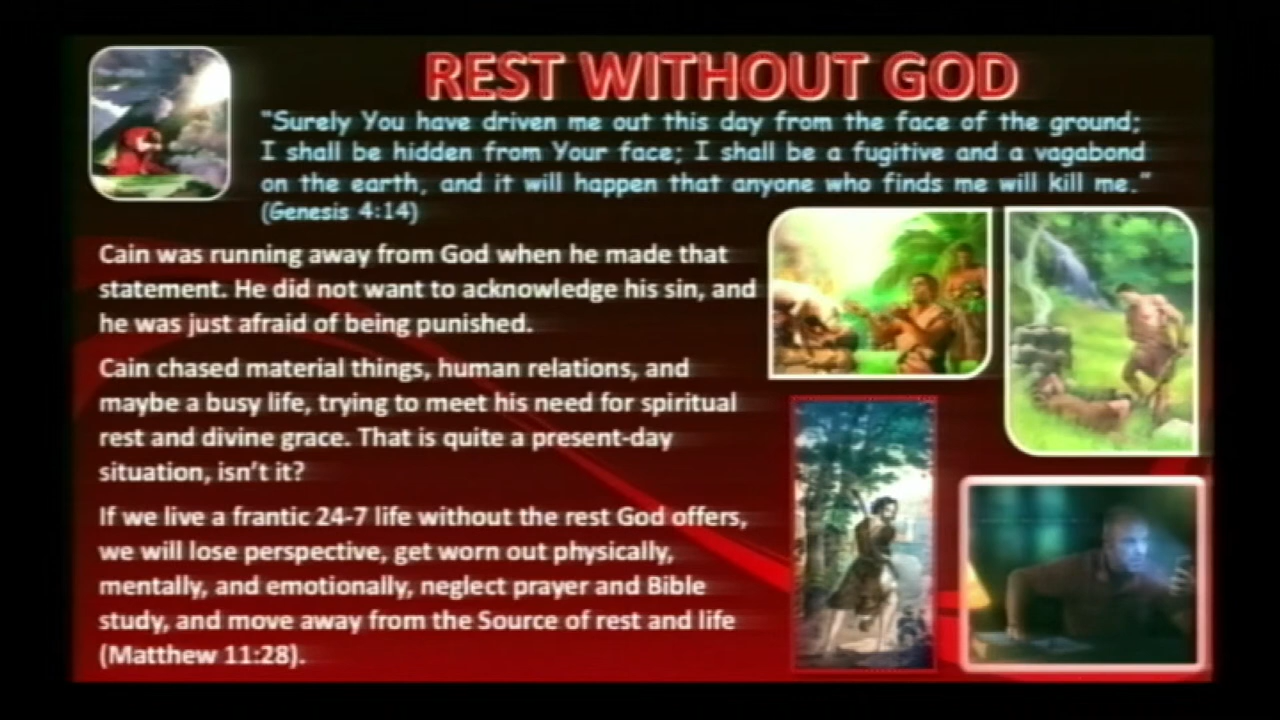 REST WITHOUT GOD
"Surely You have driven me out this day from the face of the ground;
I shall be hidden from Your face; I shall be a fugitive and a vagabond
on the earth, and it will happen that anyone who finds me will kill me."
(Genesis 4:14)
Cain was running away from God when he made that
statement. He did not want to acknowledge his sin, and
he was just afraid of being punished.
Cain chased material things, human relations, and
maybe a busy life, trying to meet his need for spiritual
rest and divine grace. That is quite a present-day
situation, isn't it?
If we live a frantic 24-7 life without the rest God offers,
we will lose perspective, get worn out physically,
mentally, and emotionally, neglect prayer and Bible
study, and move away from the Source of rest and life
(Matthew 11:28).